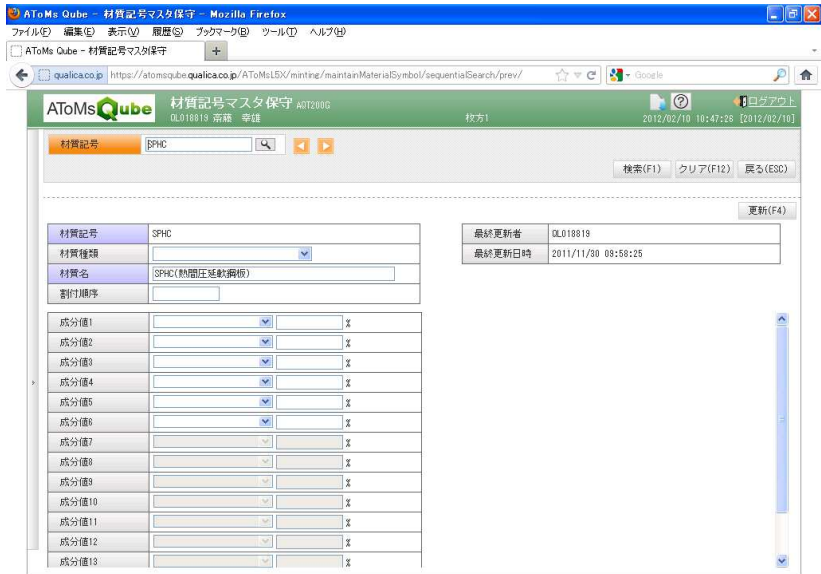 AToMs Qube - 材質記号マスタ保守 - Mozilla Firefox
ファイル(F) 編集(E) 表示(V) 履歴(S) ブックマーク(B) ツール(T) ヘルプ(H)
AToMs Qube - 材質記号マスタ保守 +
qualica.co.jp https://atomsqube.qualica.co.jp/AToMsL5X/minting/maintainMaterialSymbol/sequentialSearch/prev/ Google
AToMs Qube 材質記号マスタ保守 AQT200G ? ログアウト
QL018819 斎藤 幸雄 枚方1 2012/02/10 10:47:26 [2012/02/10]
材質記号 SPHC
検索(F1) クリア(F12) 戻る(ESC)
更新(F4)
材質記号 SPHC 最終更新者 QL018819
材質種類 最終更新日時 2011/11/30 09:58:25
材質名 SPHC(熱間圧延軟鋼板)
割付順序
成分値1 %
成分値2 %
成分値3 %
成分値4 %
成分値5 %
成分値6 %
成分値7 %
成分値8 %
成分値9 %
成分値10 %
成分値11 %
成分値12 %
成分値13 %